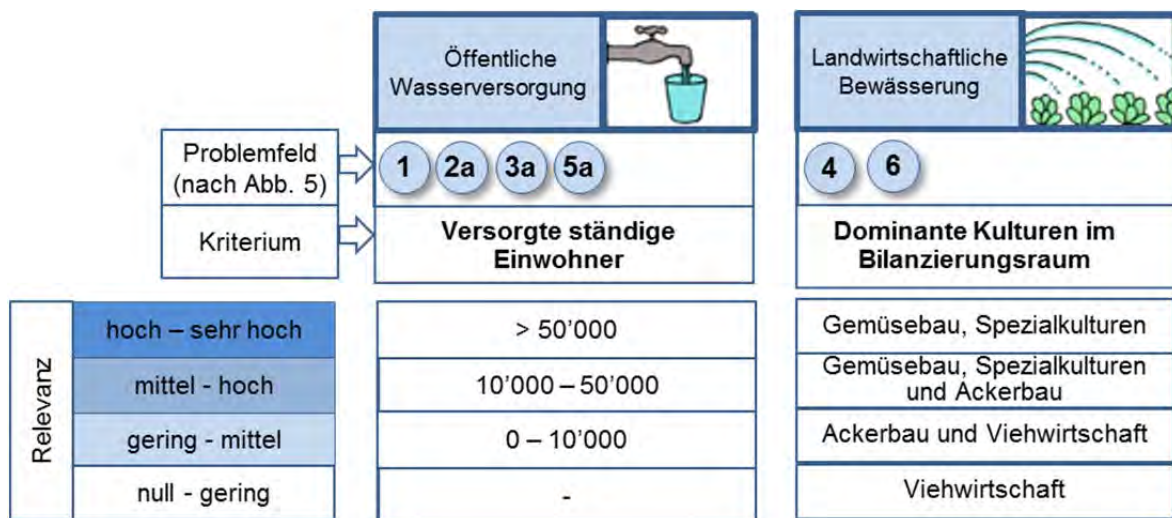 Öffentliche
Wasserversorgung
Landwirtschaftliche
Bewässerung
Problemfeld
(nach Abb. 5)
1 2a 3a 5a
4 6
Kriterium
Versorgte ständige
Einwohner
Dominante Kulturen im
Bilanzierungsraum
Relevanz
hoch – sehr hoch
> 50’000
Gemüsebau, Spezialkulturen
mittel - hoch
10’000 – 50’000
Gemüsebau, Spezialkulturen
und Ackerbau
gering - mittel
0 – 10’000
Ackerbau und Viehwirtschaft
null - gering
-
Viehwirtschaft